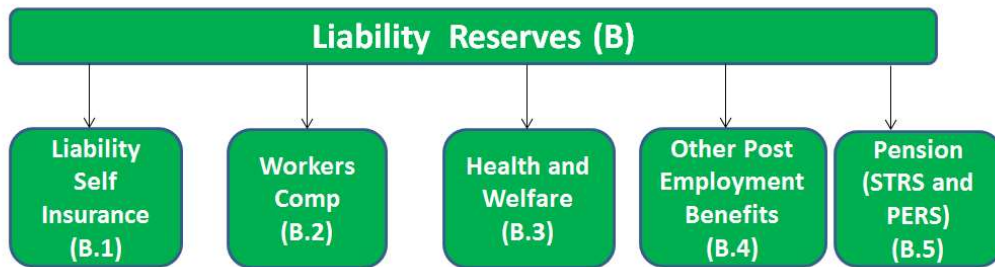 Liability Reserves (B)
Liability
Self
Insurance
(B.1)
Workers
Comp
(B.2)
Health and
Welfare
(B.3)
Other Post
Employment
Benefits
(B.4)
Pension
(STRS and
PERS)
(B.5)